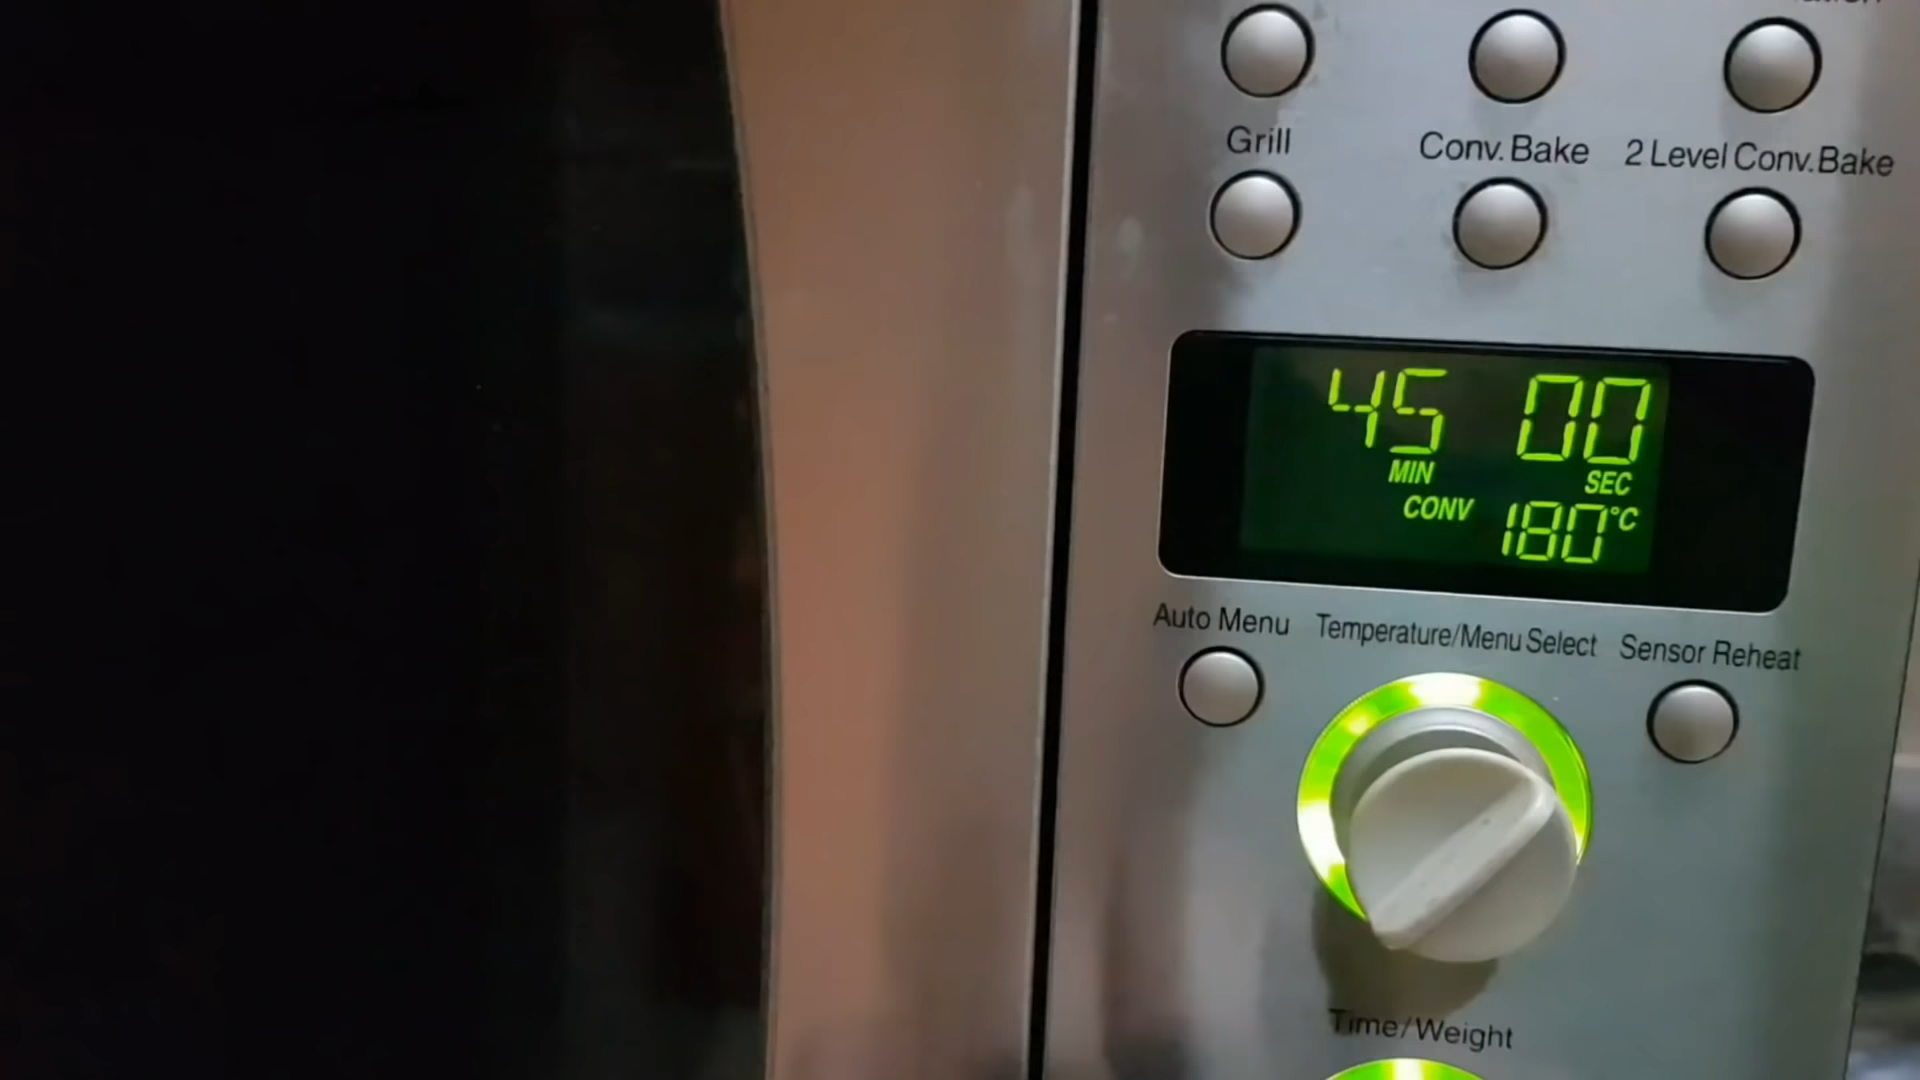 Grill
Conv. Bake
2 Level Conv.Bake
45 00
MIN
SEC
CONV
180°C
Auto Menu
Temperature/Menu Select
Sensor Reheat
Time/Weight